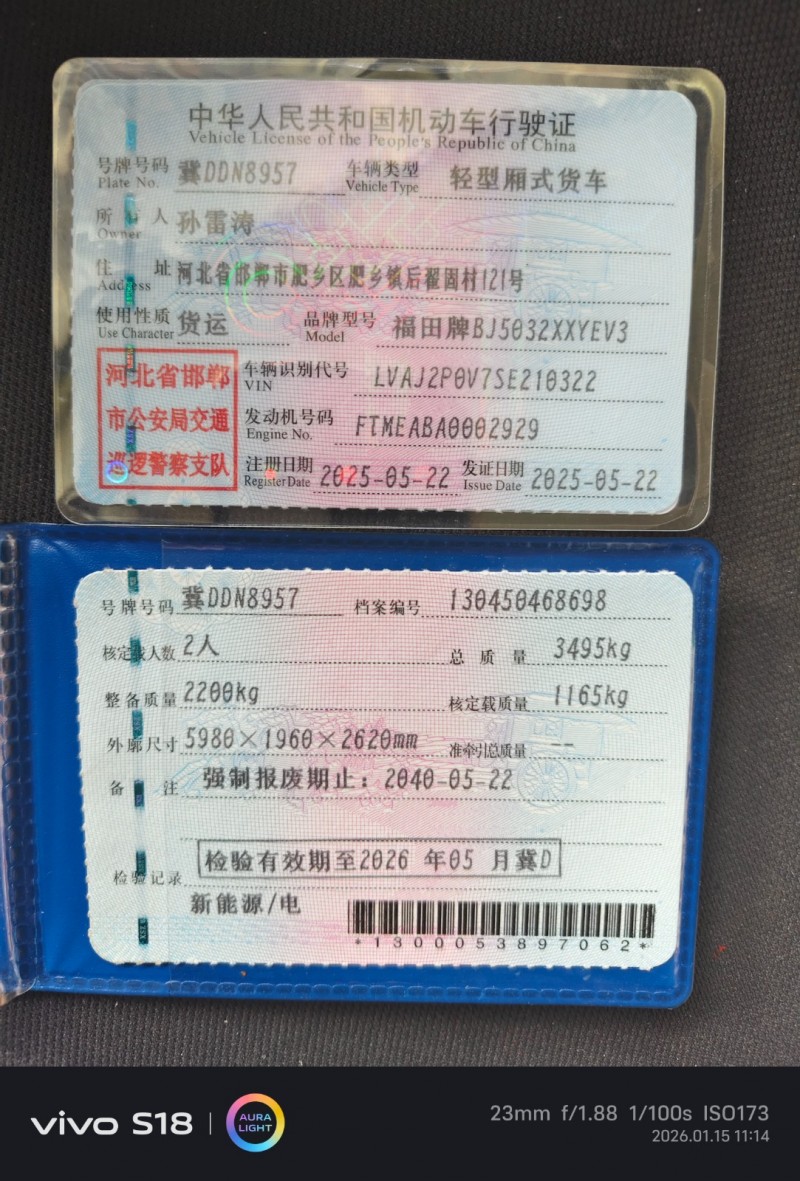 中华人民共和国机动车行驶证
Vehicle License of the People's Republic of China
号牌号码 冀DDN8957 车辆类型 轻型厢式货车
Plate No. Vehicle Type
所有人 孙雷涛
Owner
住址 河北省邯郸市肥乡区肥乡镇后翟固村121号
Address
使用性质 货运 品牌型号 福田牌BJ5032XXYEV3
Use Character Model
河北省邯郸
市公安局交通
巡逻警察支队
车辆识别代号 LVAJ2P0V7SE210322
VIN
发动机号码 FTMEABA0002929
Engine No.
注册日期 2025-05-22 发证日期 2025-05-22
Register Date Issue Date
号牌号码 冀DDN8957 档案编号 130450468698
核定载人数 2人 总质量 3495kg
整备质量 2200kg 核定载质量 1165kg
外廓尺寸 5980×1960×2620mm 准牵引总质量 --
备注 强制报废期止：2040-05-22
检验记录 检验有效期至2026 年05 月冀D
新能源/电
*1300053897062*
vivo S18 | AURA LIGHT
23mm f/1.88 1/100s ISO173
2026.01.15 11:14